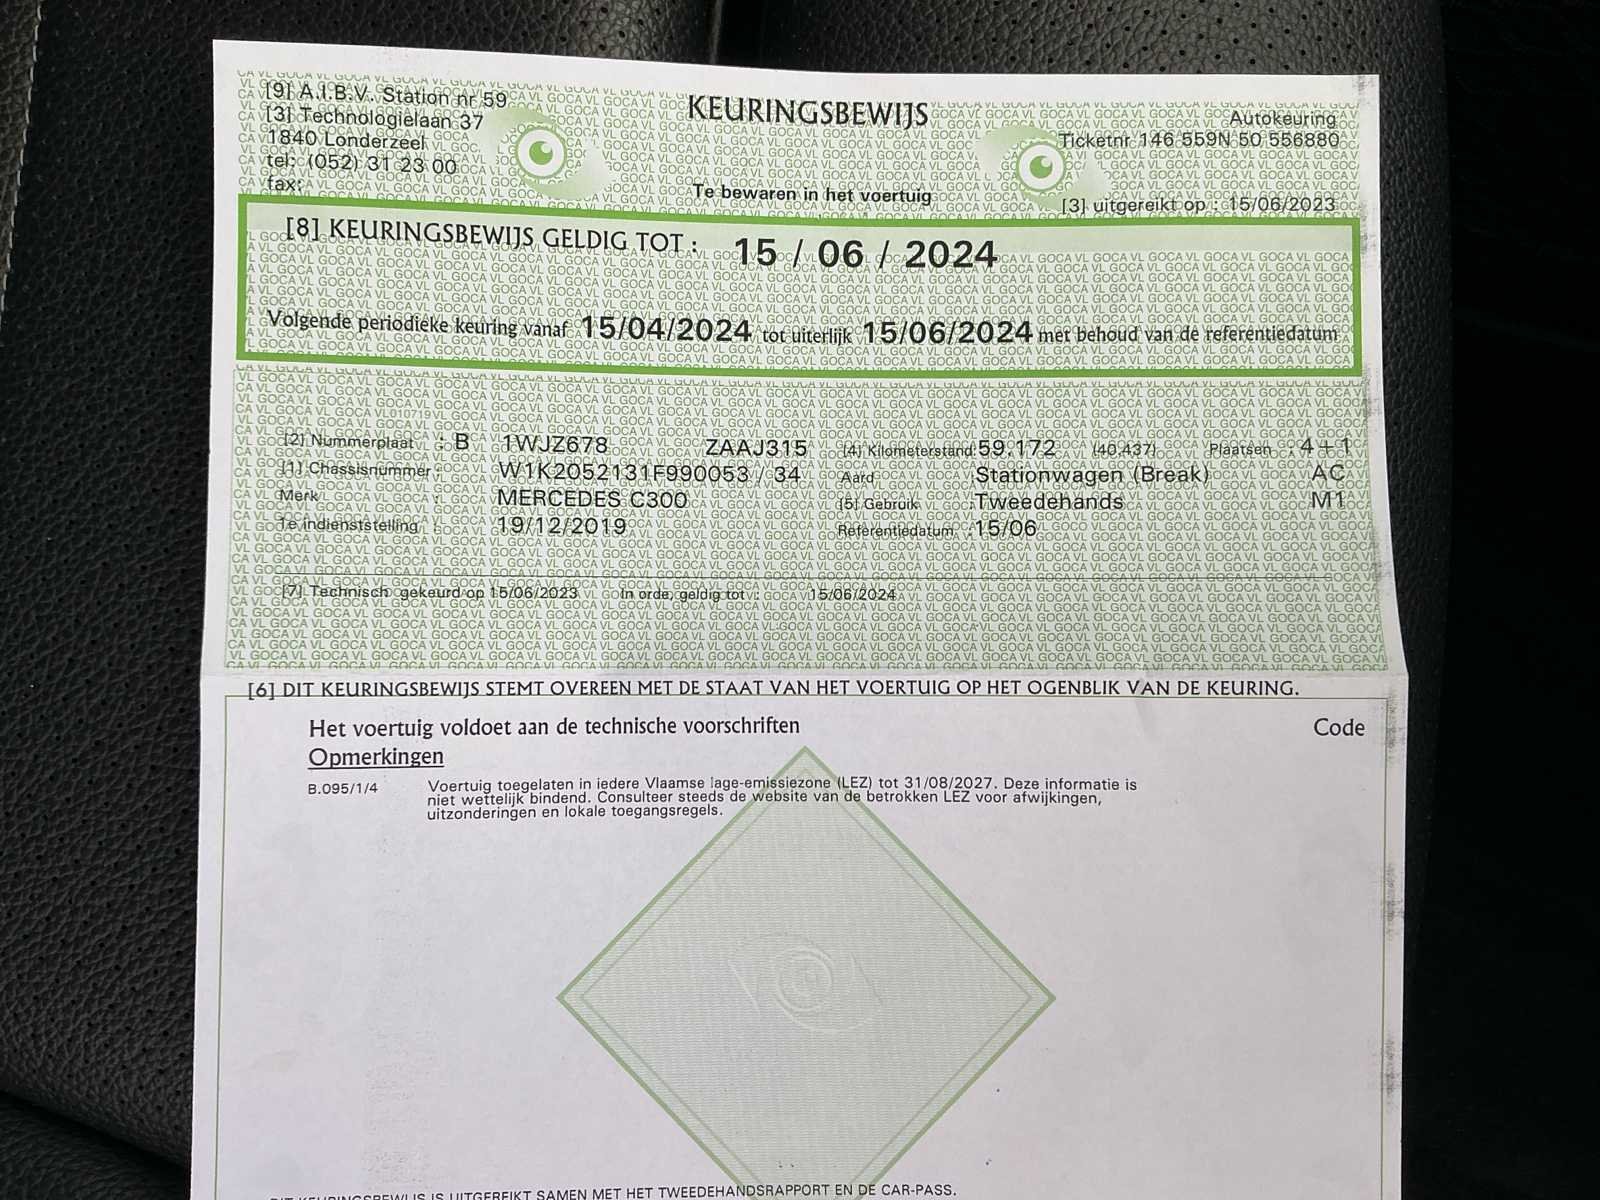 [9] A.I.B.V. Station nr 59
[3] Technologielaan 37
1840 Londerzeel
tel: (052) 31 23 00
fax:
KEURINGSBEWIJS
Te bewaren in het voertuig
Autokeuring
Ticketnr 146 559N 50 556880
[3] uitgereikt op : 15/06/2023
[8] KEURINGSBEWIJS GELDIG TOT : 15 / 06 / 2024
Volgende periodieke keuring vanaf 15/04/2024 tot uiterlijk 15/06/2024 met behoud van de referentiedatum
[2] Nummerplaat : B 1WJZ678 ZAAJ315 [4] Kilometerstand: 59.172 (40.437) Plaatsen : 4 + 1
[1] Chassisnummer : W1K2052131F990053 / 34 Aard : Stationwagen (Break) AC
Merk : MERCEDES C300 [5] Gebruik : Tweedehands M1
1e indienststelling : 19/12/2019 Referentiedatum : 15/06
[7] Technisch gekeurd op 15/06/2023 In orde, geldig tot : 15/06/2024
[6] DIT KEURINGSBEWIJS STEMT OVEREEN MET DE STAAT VAN HET VOERTUIG OP HET OGENBLIK VAN DE KEURING.
Het voertuig voldoet aan de technische voorschriften Code
Opmerkingen
B.095/1/4 Voertuig toegelaten in iedere Vlaamse lage-emissiezone (LEZ) tot 31/08/2027. Deze informatie is
niet wettelijk bindend. Consulteer steeds de website van de betrokken LEZ voor afwijkingen,
uitzonderingen en lokale toegangsregels.
DIT KEURINGSBEWIJS IS UITGEREIKT SAMEN MET HET TWEEDEHANDSRAPPORT EN DE CAR-PASS.